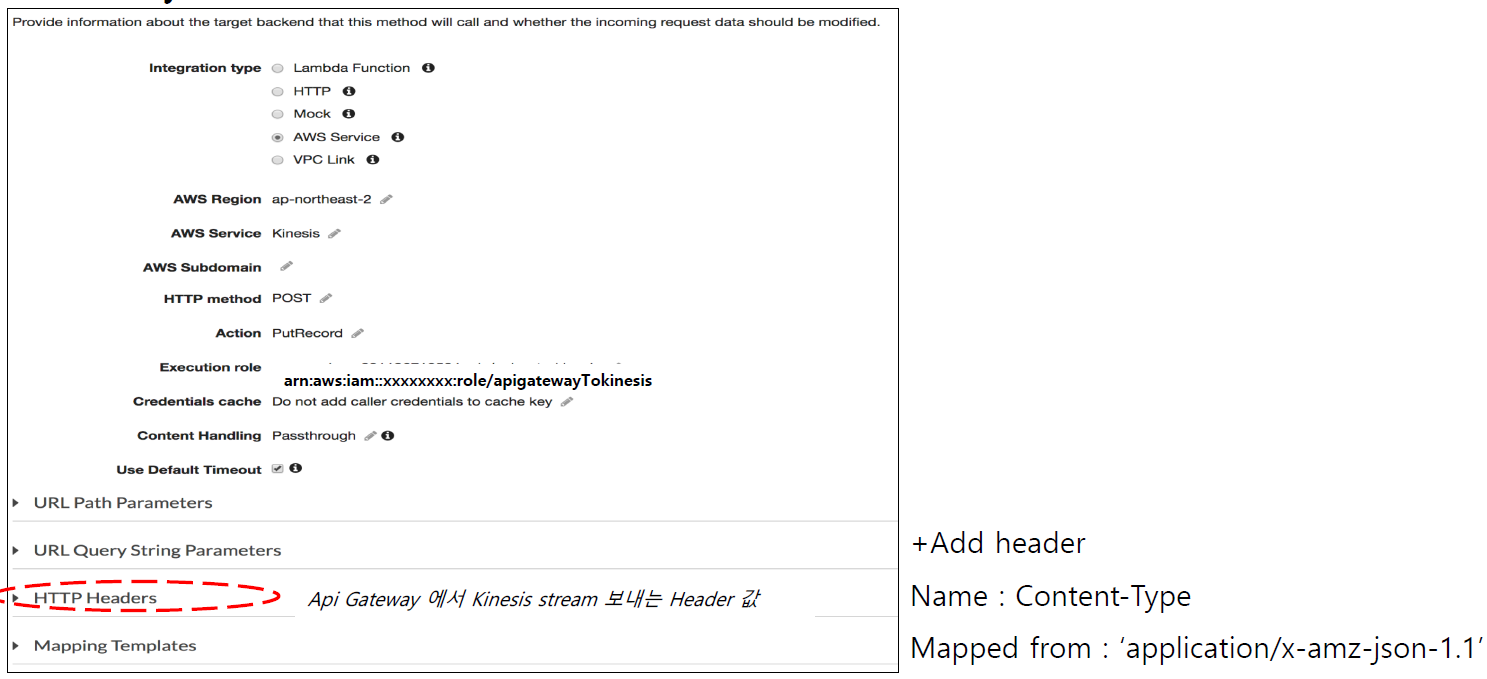 Provide information about the target backend that this method will call and whether the incoming request data should be modified.
Integration type Lambda Function
HTTP
Mock
AWS Service
VPC Link
AWS Region ap-northeast-2
AWS Service Kinesis
AWS Subdomain
HTTP method POST
Action PutRecord
Execution role
arn:aws:iam::xxxxxxxx:role/apigatewayTokinesis
Credentials cache Do not add caller credentials to cache key
Content Handling Passthrough
Use Default Timeout
URL Path Parameters
URL Query String Parameters
+Add header
HTTP Headers Api Gateway 에서 Kinesis stream 보내는 Header 값
Name : Content-Type
Mapping Templates
Mapped from : ‘application/x-amz-json-1.1’